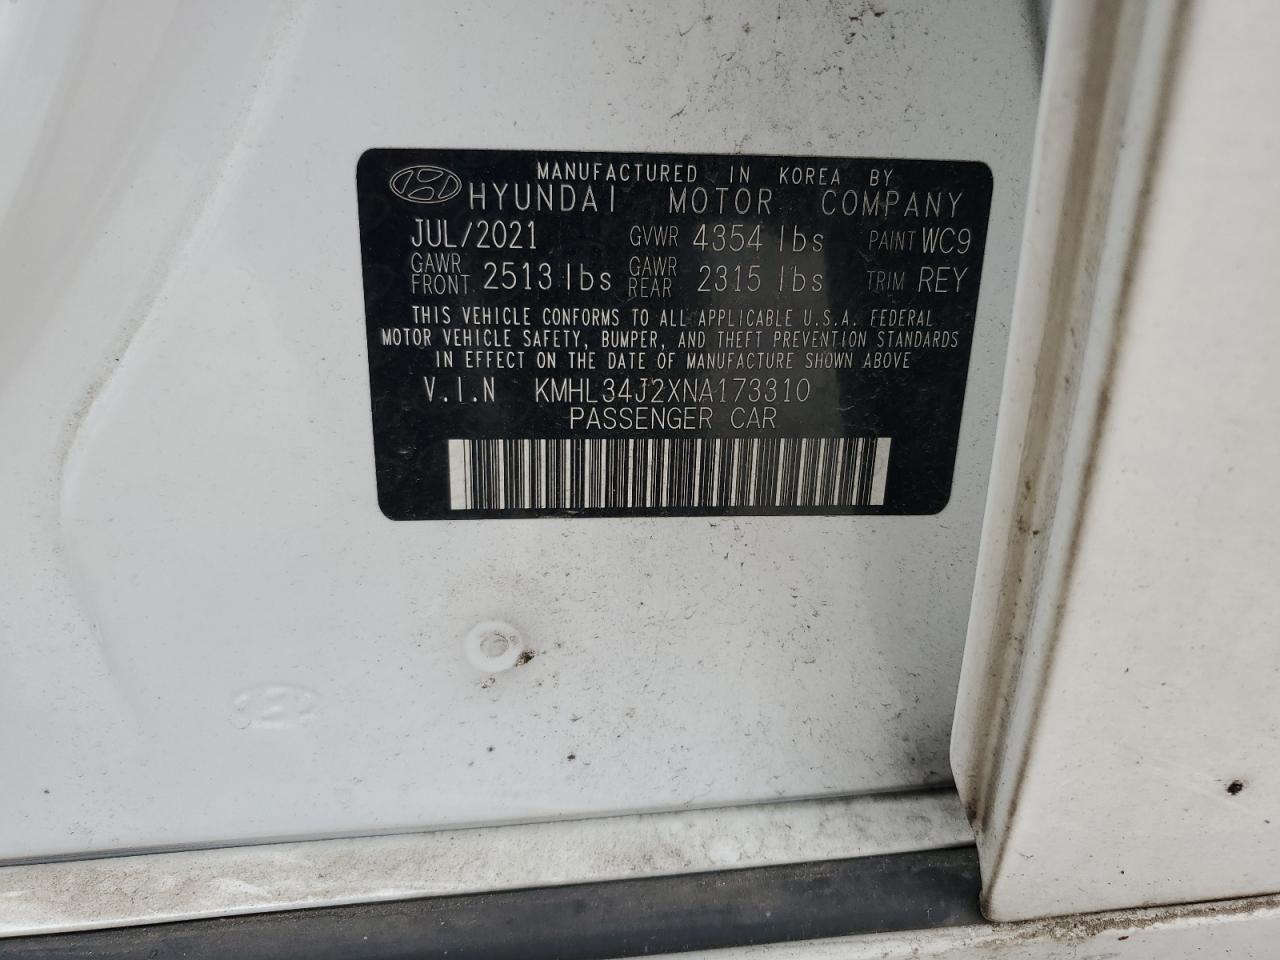 MANUFACTURED IN KOREA BY
HYUNDAI MOTOR COMPANY
JUL/2021 GVWR 4354 lbs PAINT WC9
GAWR FRONT 2513 lbs GAWR REAR 2315 lbs TRIM REY
THIS VEHICLE CONFORMS TO ALL APPLICABLE U.S.A. FEDERAL
MOTOR VEHICLE SAFETY, BUMPER, AND THEFT PREVENTION STANDARDS
IN EFFECT ON THE DATE OF MANUFACTURE SHOWN ABOVE
V.I.N KMHL34J2XNA173310
PASSENGER CAR